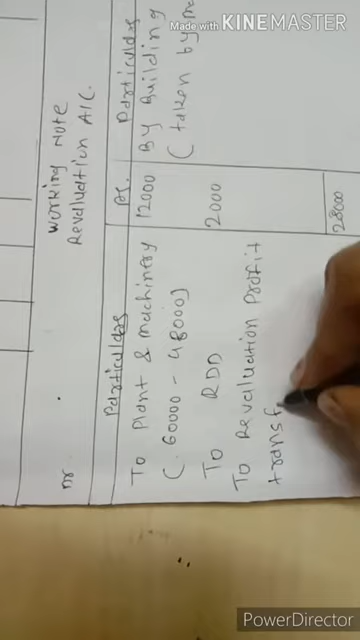 Made with KINEMASTER
Working Note
Revaluation A/C.
nr
Particulars Rs. Particulars
To Plant & Machinery 12000 By Building
(60000 - 48000) (taken by
To RDD 2000
To Revaluation Profit
transf
28000
PowerDirector